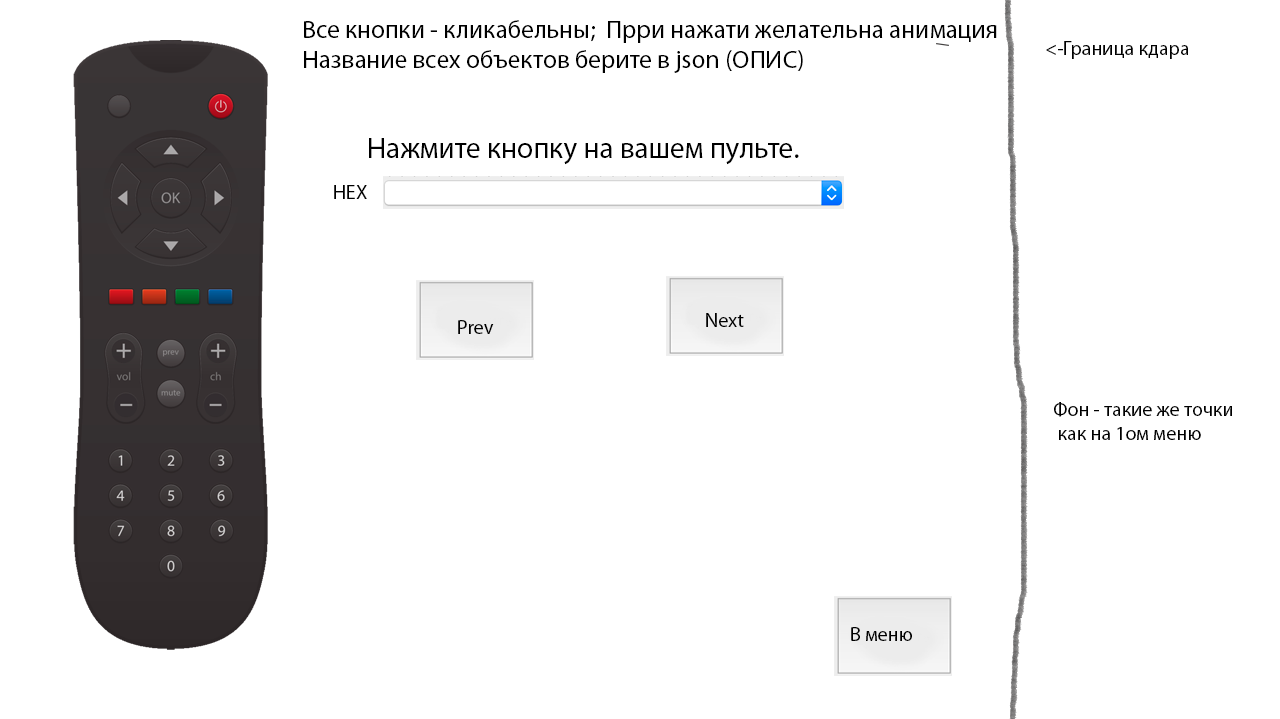 Все кнопки - кликабельны;  Прри нажати желательна анимация
Название всех объектов берите в json (ОПИС)
<-Граница кдара
Нажмите кнопку на вашем пульте.
HEX
OK
Prev
Next
prev
vol
ch
mute
1 2 3
4 5 6
7 8 9
0
Фон - такие же точки
как на 1ом меню
В меню